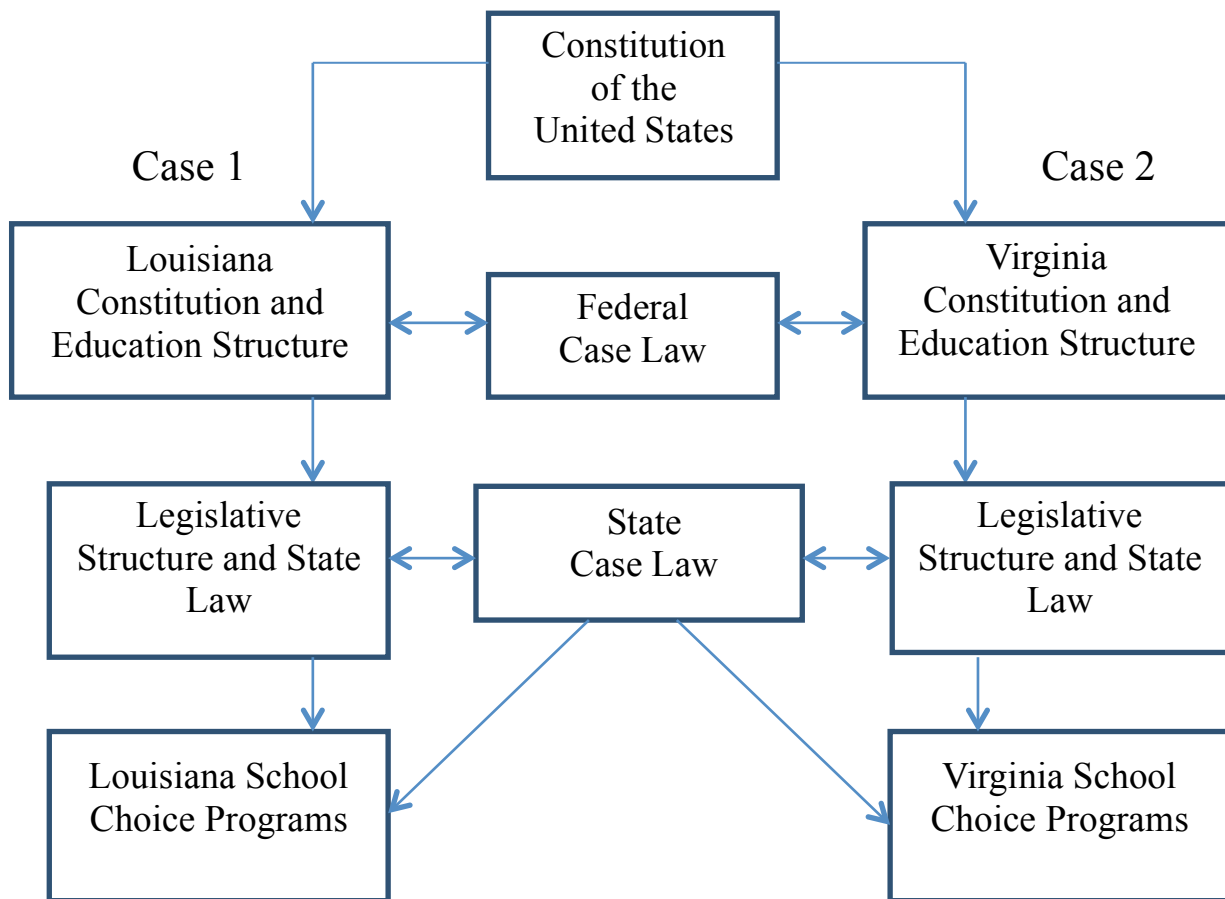 Constitution
of the
United States
Case 1
Case 2
Louisiana
Constitution and
Education Structure
Federal
Case Law
Virginia
Constitution and
Education Structure
Legislative
Structure and State
Law
State
Case Law
Legislative
Structure and State
Law
Louisiana School
Choice Programs
Virginia School
Choice Programs